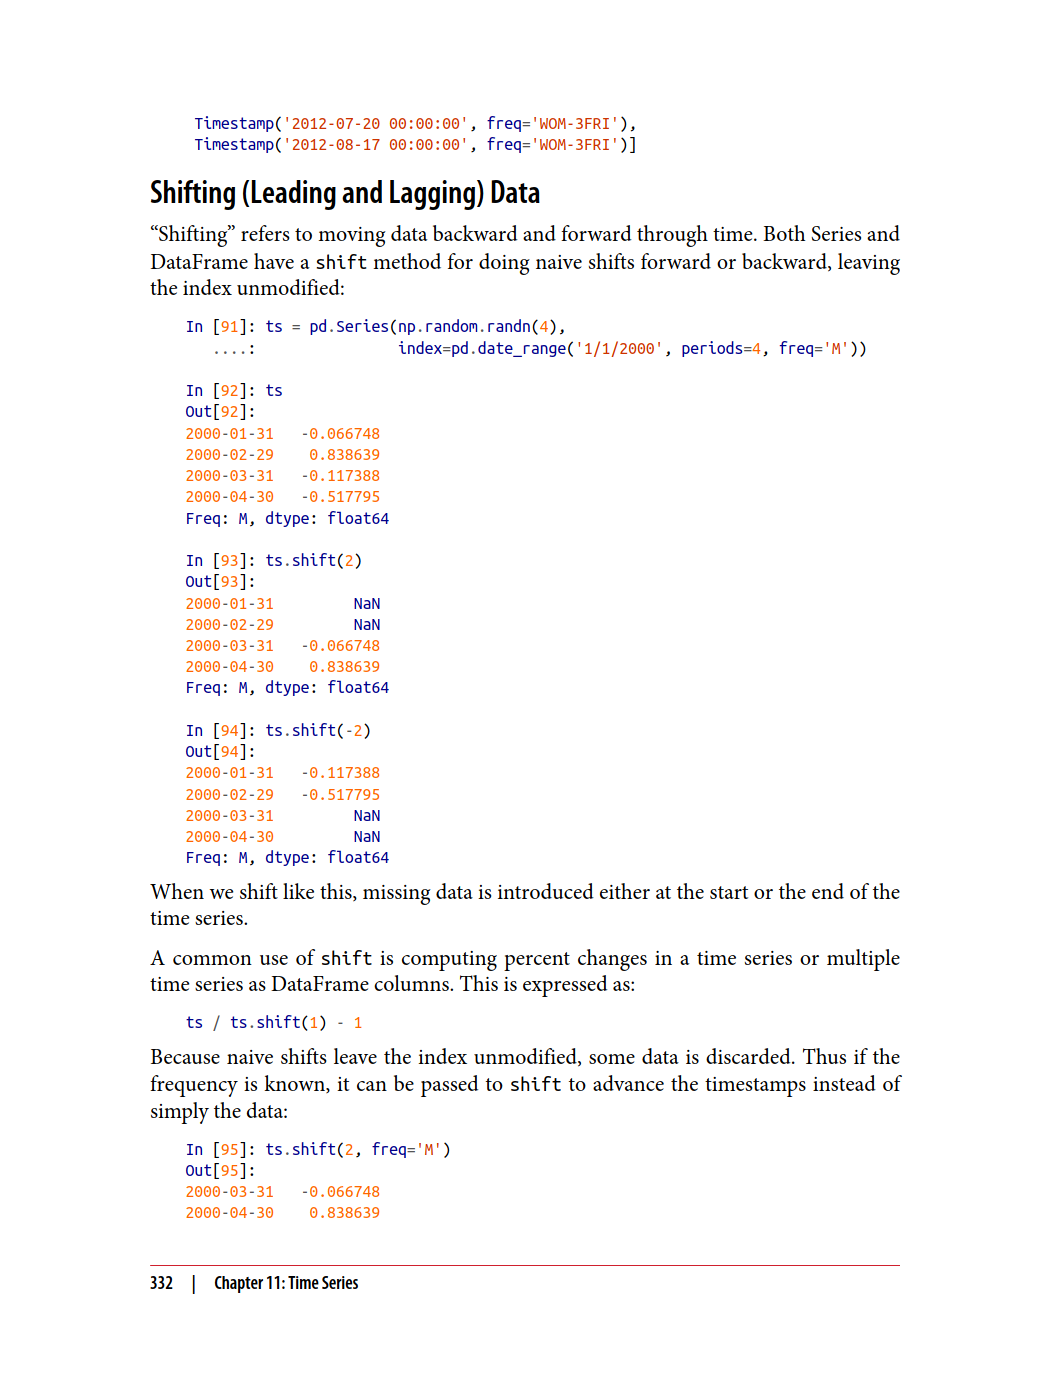 Timestamp('2012-07-20 00:00:00', freq='WOM-3FRI'),
Timestamp('2012-08-17 00:00:00', freq='WOM-3FRI')]
Shifting (Leading and Lagging) Data
“Shifting” refers to moving data backward and forward through time. Both Series and
DataFrame have a shift method for doing naive shifts forward or backward, leaving
the index unmodified:
In [91]: ts = pd.Series(np.random.randn(4),
....:                index=pd.date_range('1/1/2000', periods=4, freq='M'))
In [92]: ts
Out[92]:
2000-01-31   -0.066748
2000-02-29    0.838639
2000-03-31   -0.117388
2000-04-30   -0.517795
Freq: M, dtype: float64
In [93]: ts.shift(2)
Out[93]:
2000-01-31         NaN
2000-02-29         NaN
2000-03-31   -0.066748
2000-04-30    0.838639
Freq: M, dtype: float64
In [94]: ts.shift(-2)
Out[94]:
2000-01-31   -0.117388
2000-02-29   -0.517795
2000-03-31         NaN
2000-04-30         NaN
Freq: M, dtype: float64
When we shift like this, missing data is introduced either at the start or the end of the
time series.
A common use of shift is computing percent changes in a time series or multiple
time series as DataFrame columns. This is expressed as:
ts / ts.shift(1) - 1
Because naive shifts leave the index unmodified, some data is discarded. Thus if the
frequency is known, it can be passed to shift to advance the timestamps instead of
simply the data:
In [95]: ts.shift(2, freq='M')
Out[95]:
2000-03-31   -0.066748
2000-04-30    0.838639
332 | Chapter 11: Time Series